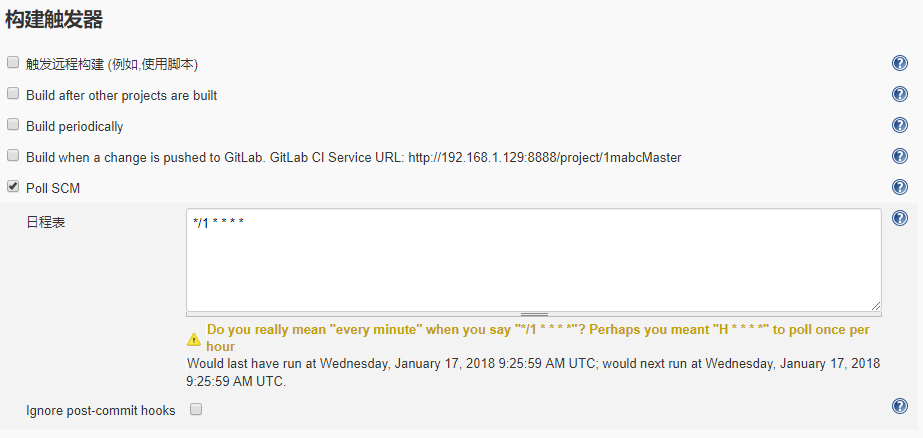 构建触发器
触发远程构建 (例如,使用脚本)
Build after other projects are built
Build periodically
Build when a change is pushed to GitLab. GitLab CI Service URL: http://192.168.1.129:8888/project/1mabcMaster
Poll SCM
日程表
*/1 * * * *
Do you really mean "every minute" when you say "*/1 * * * *"? Perhaps you meant "H * * * *" to poll once per
hour
Would last have run at Wednesday, January 17, 2018 9:25:59 AM UTC; would next run at Wednesday, January 17, 2018
9:25:59 AM UTC.
Ignore post-commit hooks